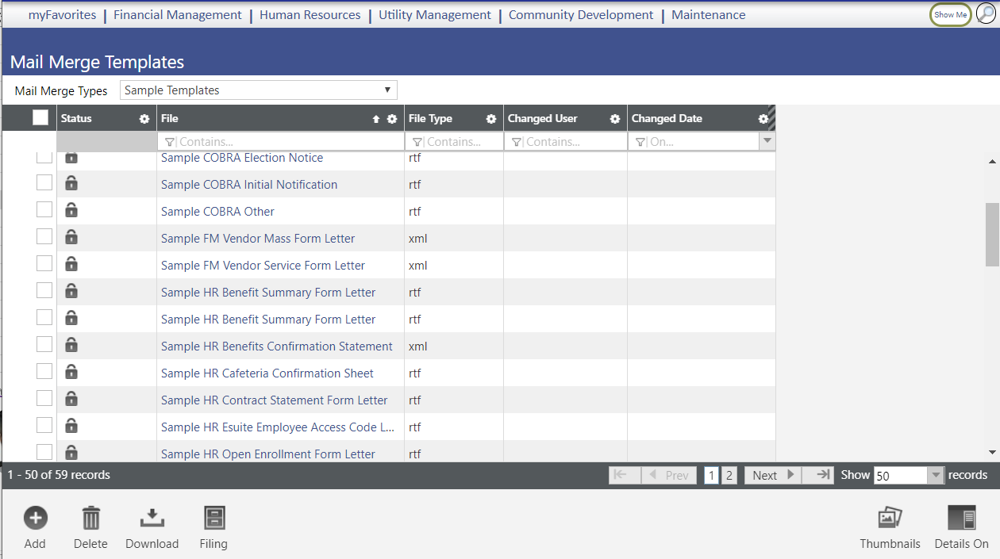 myFavorites | Financial Management | Human Resources | Utility Management | Community Development | Maintenance Show Me
Mail Merge Templates
Mail Merge Types Sample Templates
Status File File Type Changed User Changed Date
Contains... Contains... Contains... On...
Sample COBRA Election Notice rtf
Sample COBRA Initial Notification rtf
Sample COBRA Other rtf
Sample FM Vendor Mass Form Letter xml
Sample FM Vendor Service Form Letter xml
Sample HR Benefit Summary Form Letter rtf
Sample HR Benefit Summary Form Letter rtf
Sample HR Benefits Confirmation Statement xml
Sample HR Cafeteria Confirmation Sheet rtf
Sample HR Contract Statement Form Letter rtf
Sample HR Esuite Employee Access Code L... rtf
Sample HR Open Enrollment Form Letter rtf
1 - 50 of 59 records Prev 1 2 Next Show 50 records
Add Delete Download Filing Thumbnails Details On